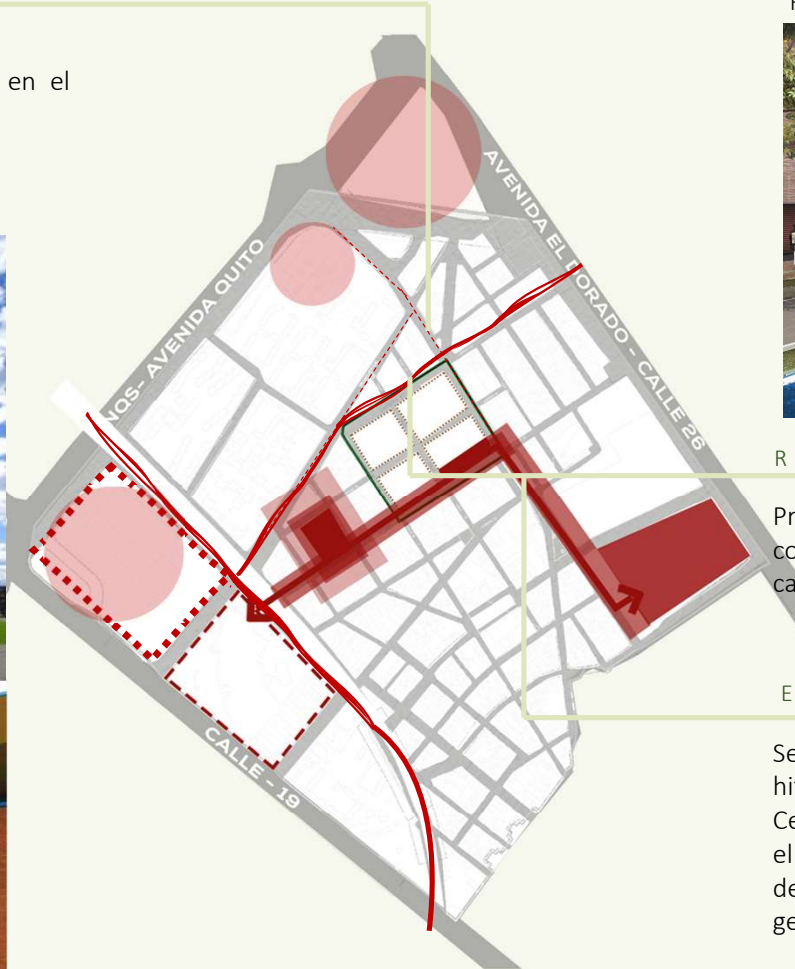 en el
AVENIDA EL DORADO - CALLE 26
NQS- AVENIDA QUITO
CALLE - 19
R
Pr
co
ca
E
Se
hi
Ce
el
de
ge